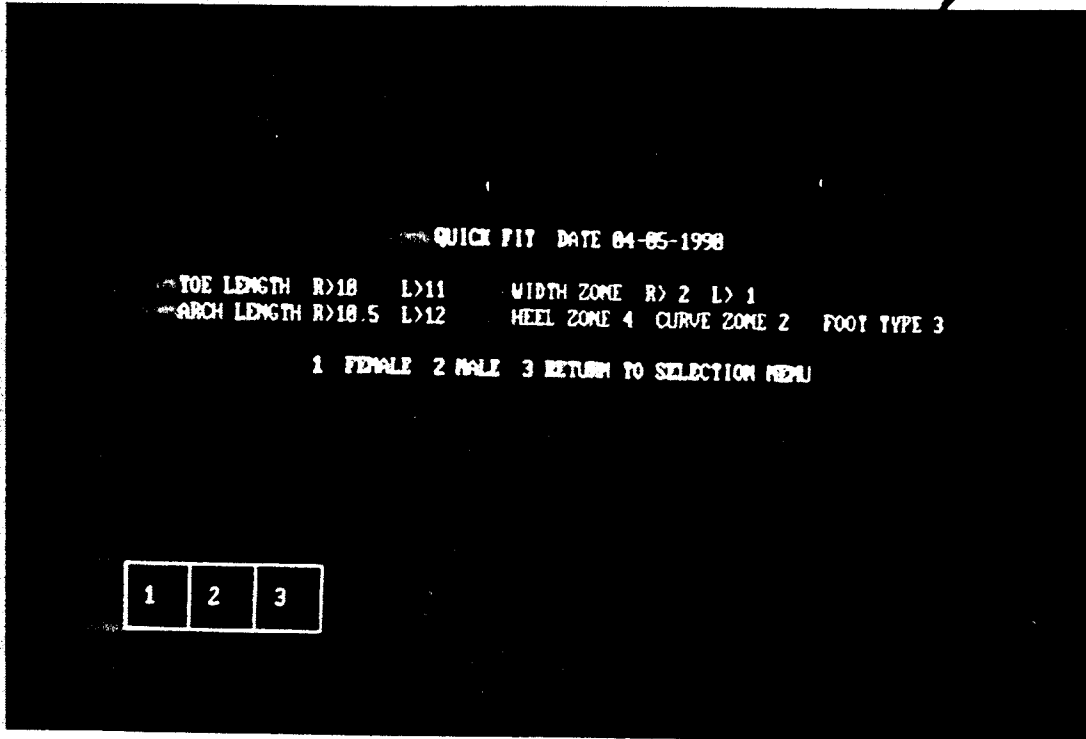 QUICK FIT DATE 04-05-1990
TOE LENGTH R>10 L>11 WIDTH ZONE R> 2 L> 1
ARCH LENGTH R>10.5 L>12 HEEL ZONE 4 CURVE ZONE 2 FOOT TYPE 3
1 FEMALE 2 MALE 3 RETURN TO SELECTION MENU
1 2 3